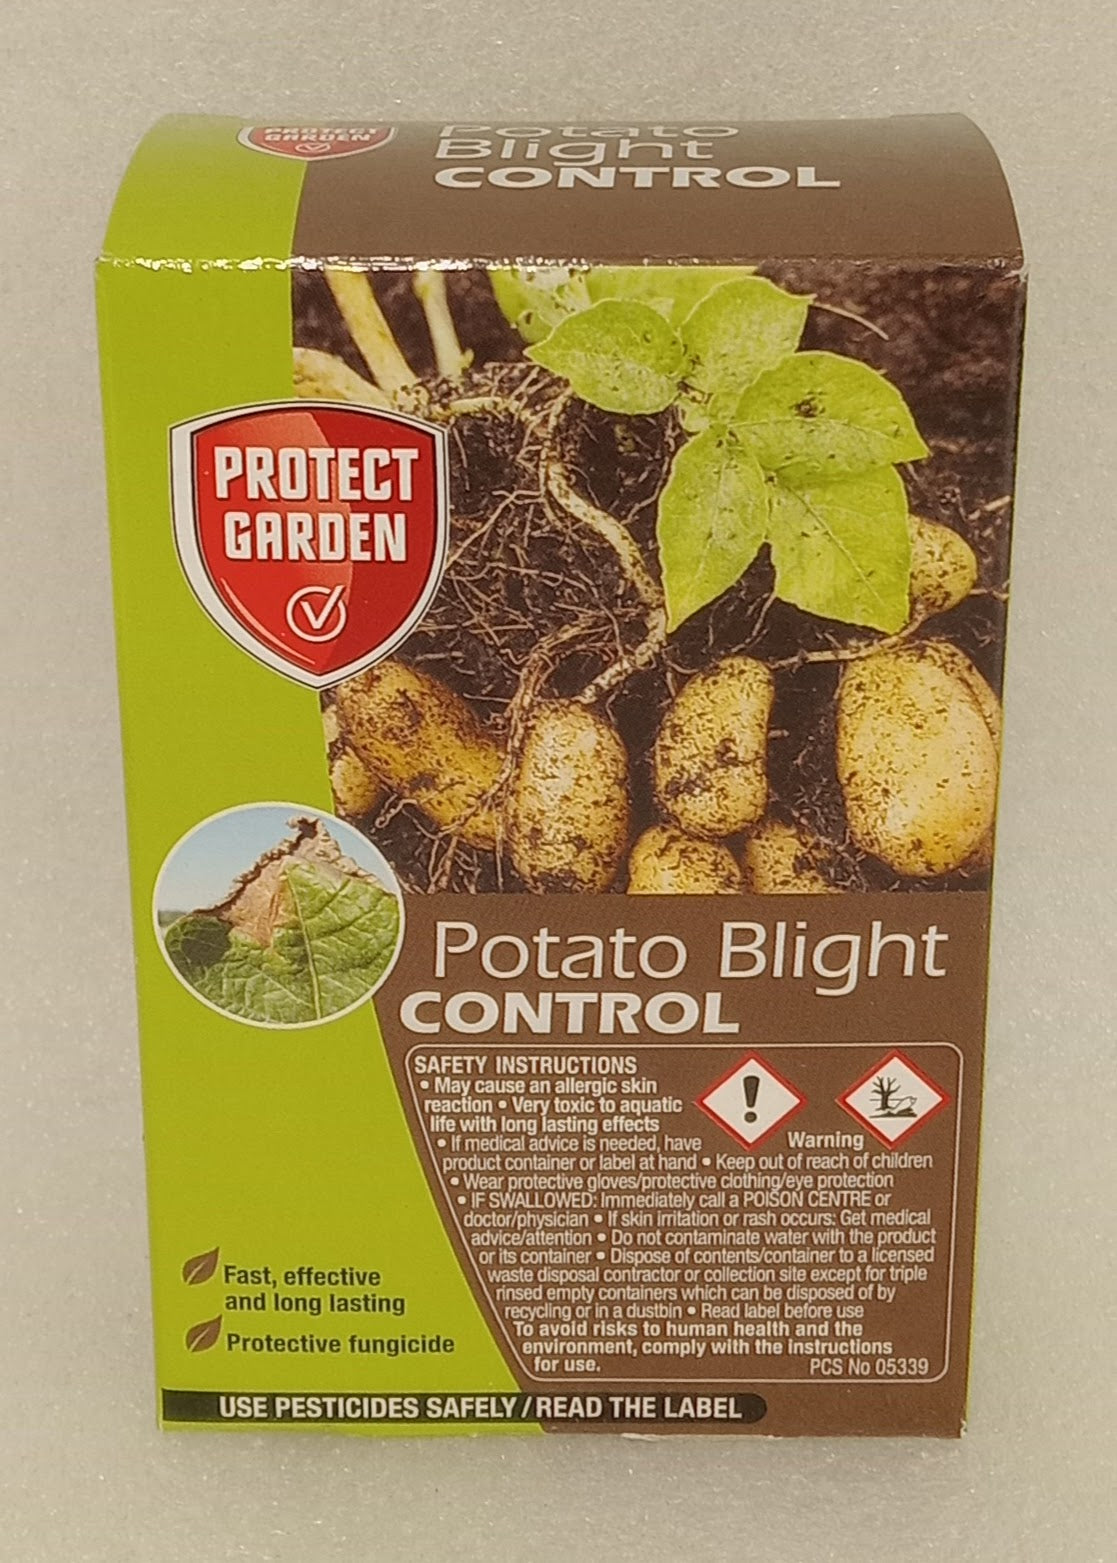 PROTECT
GARDEN
Potato
Blight
CONTROL
PROTECT
GARDEN
Potato Blight
CONTROL
SAFETY INSTRUCTIONS
• May cause an allergic skin
reaction • Very toxic to aquatic
life with long lasting effects
Warning
• If medical advice is needed, have
product container or label at hand • Keep out of reach of children
• Wear protective gloves/protective clothing/eye protection
• IF SWALLOWED: Immediately call a POISON CENTRE or
doctor/physician • If skin irritation or rash occurs: Get medical
advice/attention • Do not contaminate water with the product
or its container • Dispose of contents/container to a licensed
waste disposal contractor or collection site except for triple
rinsed empty containers which can be disposed of by
recycling or in a dustbin • Read label before use
To avoid risks to human health and the
environment, comply with the instructions
for use.
PCS No 05339
Fast, effective
and long lasting
Protective fungicide
USE PESTICIDES SAFELY/READ THE LABEL